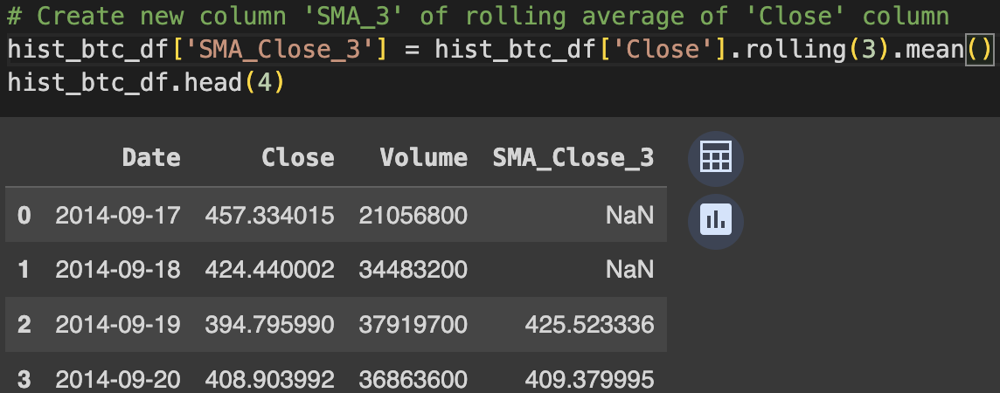 # Create new column 'SMA_3' of rolling average of 'Close' column
hist_btc_df['SMA_Close_3'] = hist_btc_df['Close'].rolling(3).mean()
hist_btc_df.head(4)
Date Close Volume SMA_Close_3
0 2014-09-17 457.334015 21056800 NaN
1 2014-09-18 424.440002 34483200 NaN
2 2014-09-19 394.795990 37919700 425.523336
3 2014-09-20 408.903992 36863600 409.379995